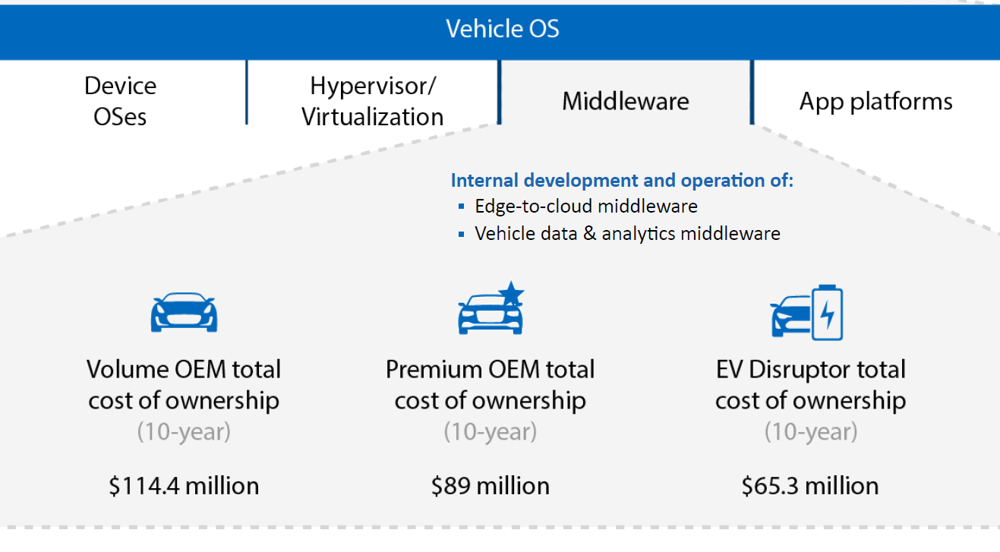 Vehicle OS
Device
OSes
Hypervisor/
Virtualization
Middleware
App platforms
Internal development and operation of:
▪ Edge-to-cloud middleware
▪ Vehicle data & analytics middleware
Volume OEM total
cost of ownership
(10-year)
$114.4 million
Premium OEM total
cost of ownership
(10-year)
$89 million
EV Disruptor total
cost of ownership
(10-year)
$65.3 million